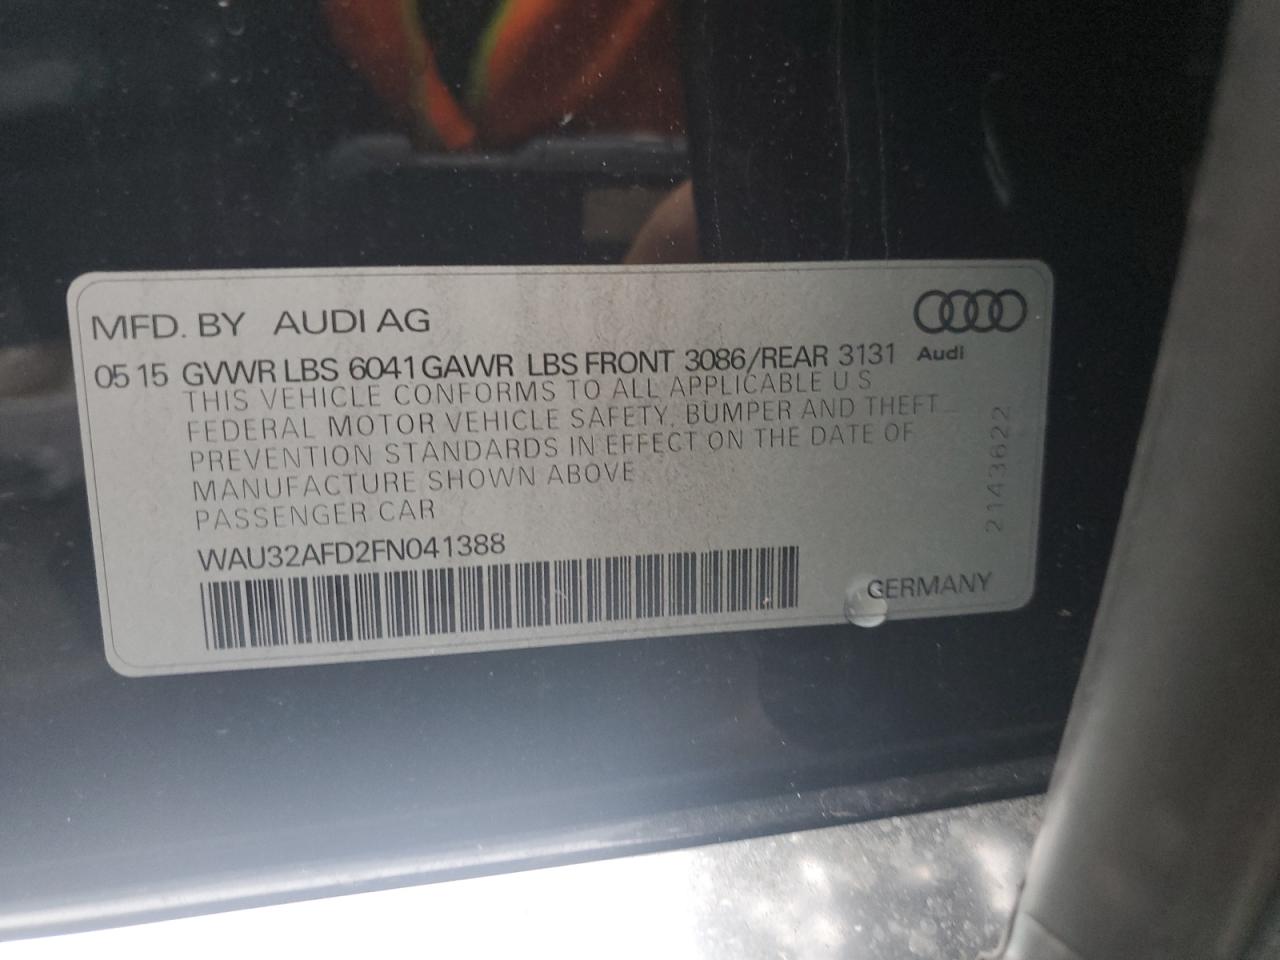 MFD. BY AUDI AG
05 15 GVWR LBS 6041 GAWR LBS FRONT 3086/REAR 3131
Audi
THIS VEHICLE CONFORMS TO ALL APPLICABLE U S
FEDERAL MOTOR VEHICLE SAFETY, BUMPER AND THEFT
PREVENTION STANDARDS IN EFFECT ON THE DATE OF
MANUFACTURE SHOWN ABOVE
PASSENGER CAR
WAU32AFD2FN041388
GERMANY
2143622